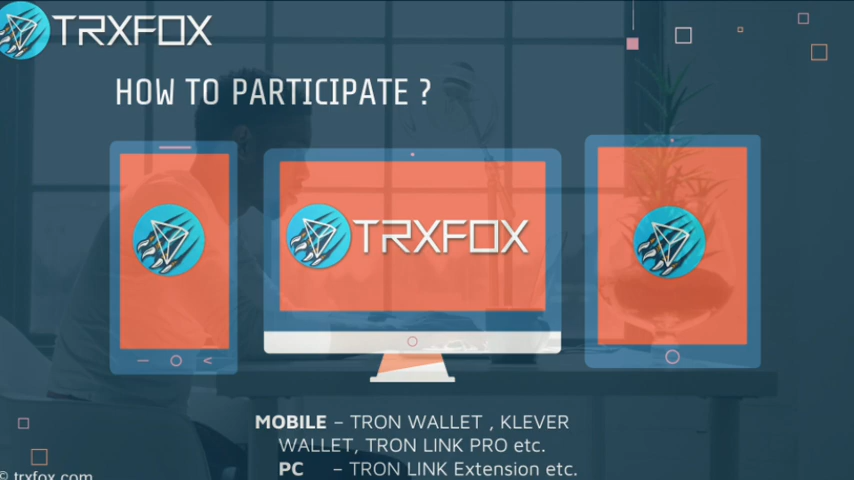 TRXFOX
HOW TO PARTICIPATE ?
TRXFOX
MOBILE – TRON WALLET , KLEVER
WALLET, TRON LINK PRO etc.
PC – TRON LINK Extension etc.
© trxfox.com